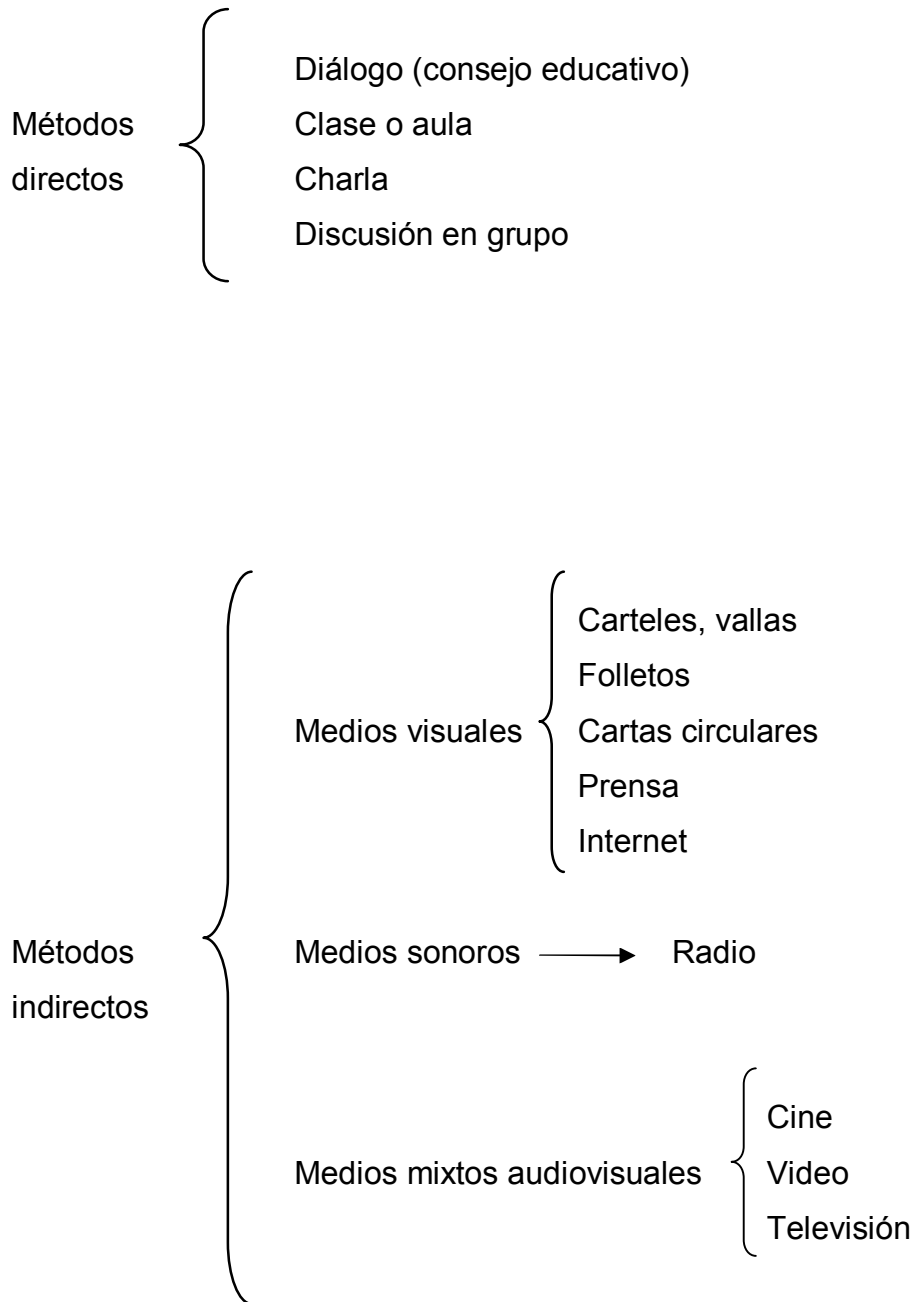 Métodos
directos
Diálogo (consejo educativo)
Clase o aula
Charla
Discusión en grupo
Métodos
indirectos
Medios visuales
Carteles, vallas
Folletos
Cartas circulares
Prensa
Internet
Medios sonoros
Radio
Medios mixtos audiovisuales
Cine
Video
Televisión